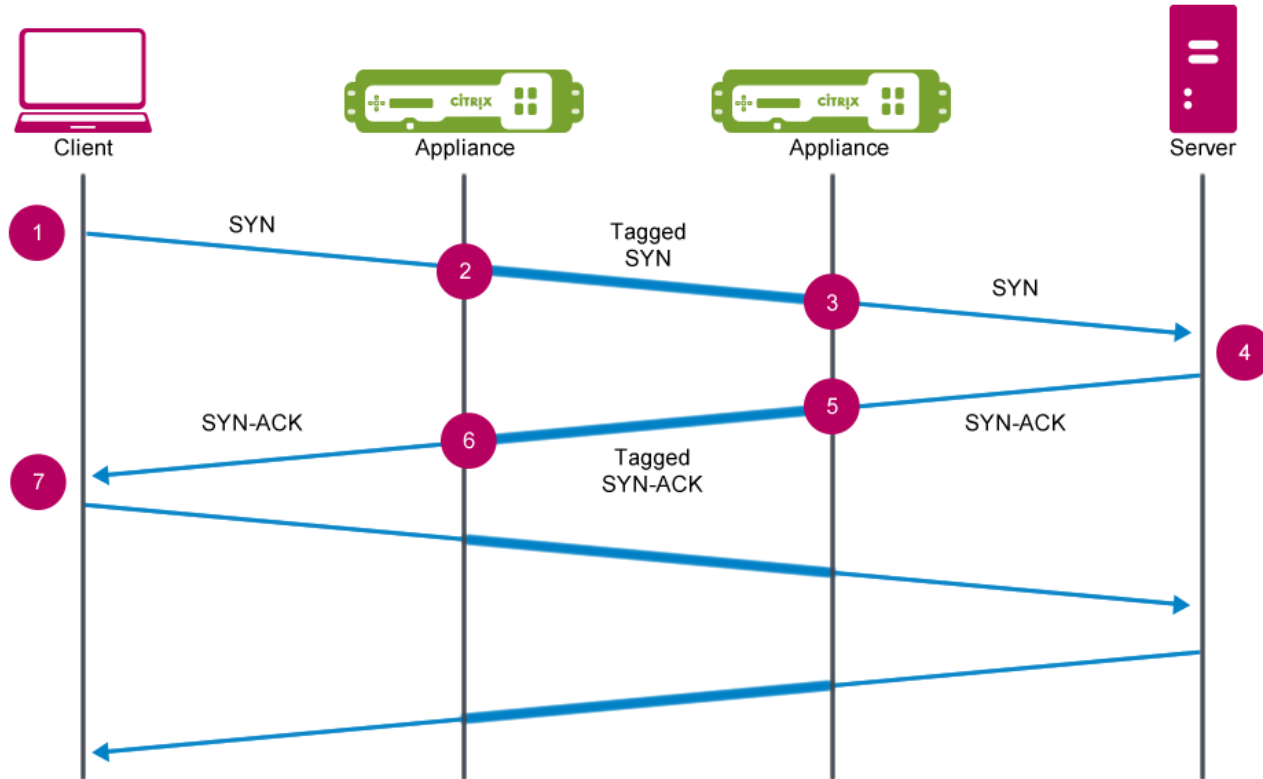 CITRIX
CITRIX
Client
Appliance
Appliance
Server
1
SYN
2
Tagged
SYN
3
SYN
4
5
SYN-ACK
6
SYN-ACK
Tagged
SYN-ACK
7